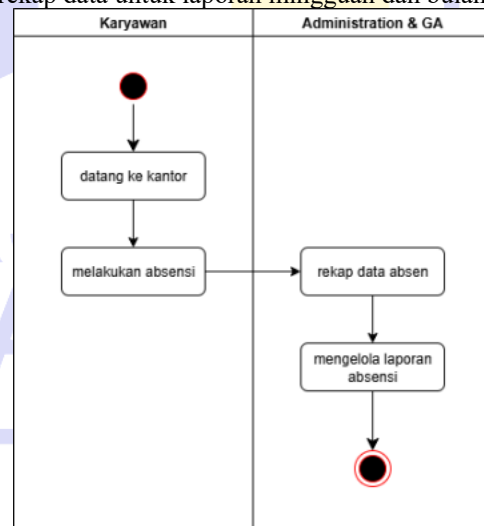 rekap data untuk laporan mingguan dan bulan
Karyawan
Administration & GA
datang ke kantor
melakukan absensi
rekap data absen
mengelola laporan
absensi